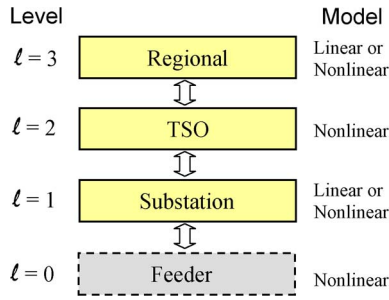 Level Model
ℓ = 3 Regional Linear or
Nonlinear
ℓ = 2 TSO Nonlinear
ℓ = 1 Substation Linear or
Nonlinear
ℓ = 0 Feeder Nonlinear